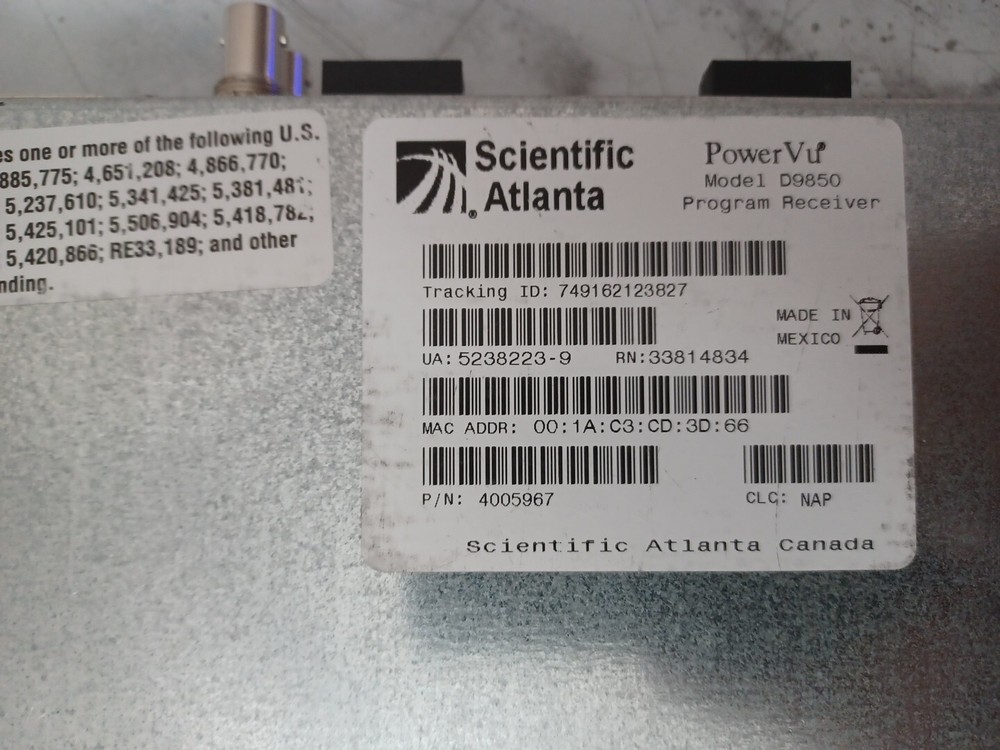 es one or more of the following U.S.
885,775; 4,651,208; 4,866,770;
5,237,610; 5,341,425; 5,381,481;
5,425,101; 5,506,904; 5,418,782;
5,420,866; RE33,189; and other
nding.
Scientific
Atlanta
PowerVu
Model D9850
Program Receiver
Tracking ID: 749162123827
MADE IN
MEXICO
UA: 5238223-9 RN:33814834
MAC ADDR: 00:1A:C3:CD:3D:66
P/N: 4005967
CLC: NAP
Scientific Atlanta Canada